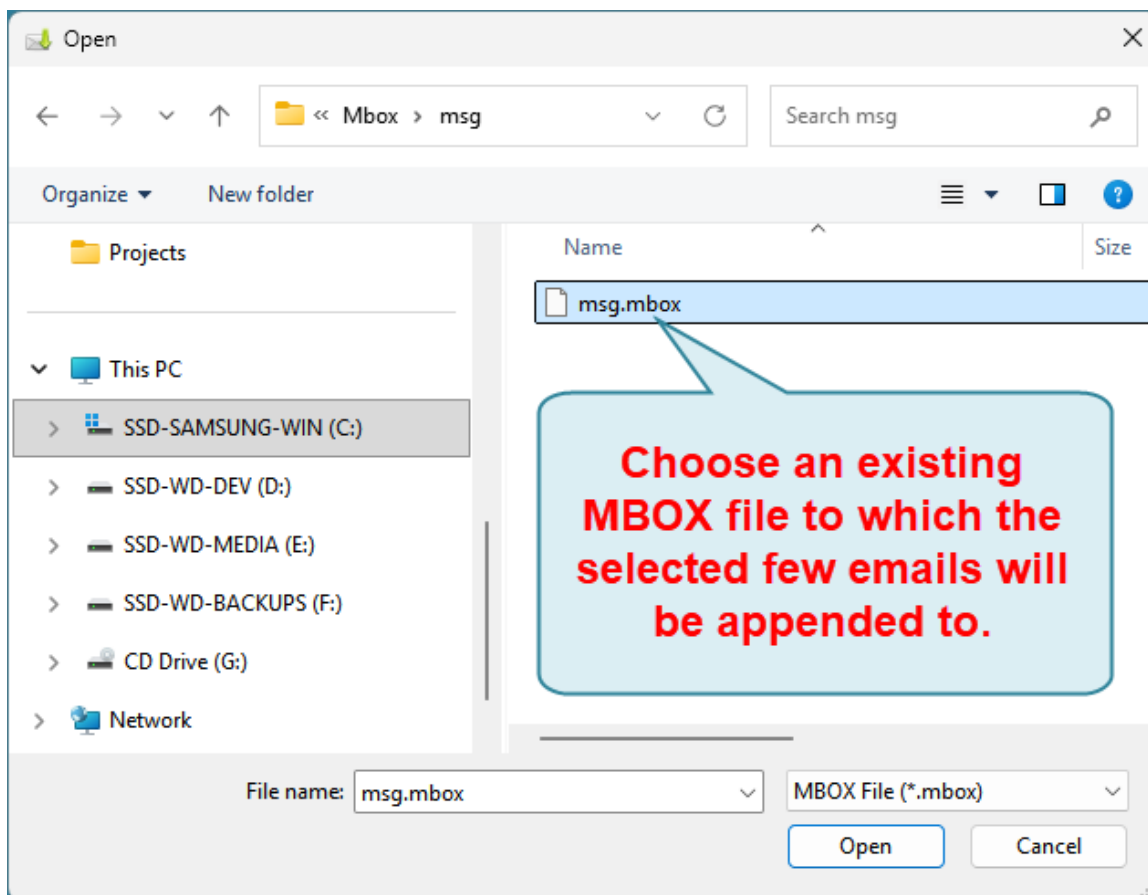 Open
« Mbox > msg
Search msg
Organize
New folder
?
Projects
Name
Size
msg.mbox
This PC
SSD-SAMSUNG-WIN (C:)
SSD-WD-DEV (D:)
SSD-WD-MEDIA (E:)
SSD-WD-BACKUPS (F:)
CD Drive (G:)
Network
Choose an existing
MBOX file to which the
selected few emails will
be appended to.
File name:
msg.mbox
MBOX File (*.mbox)
Open
Cancel